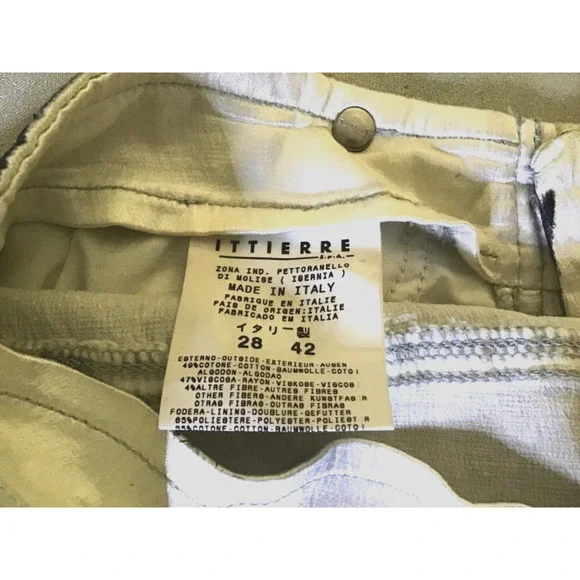 ITTIERRE
S.P.A.
ZONA IND. PETTORANELLO
DI MOLISE ( ISERNIA )
MADE IN ITALY
FABRIQUE EN ITALIE
PAIS DE ORIGEN:ITALIE
FABRICADO EM ITALIA
イタリー製
28 42
ESTERNO-OUTSIDE-EXTERIEUR-AUßEN
49%COTONE-COTTON-BAUMWOLLE-COTO
ALGODON-ALGODAO
47%VISCOSA-RAYON-VISKOSE-VISCOS
4%ALTRE FIBRE-AUTRES FIBRES
OTHER FIBERS-ANDERE KUNSTFAS R
OTRAS FIBRAS-OUTRAS FIBRAS
FODERA-LINING-DOUBLURE-GEFUTTER
65%POLIESTERE-POLYESTER-POLIEST R
35%COTONE-COTTON-BAUMWOLLE-COTO